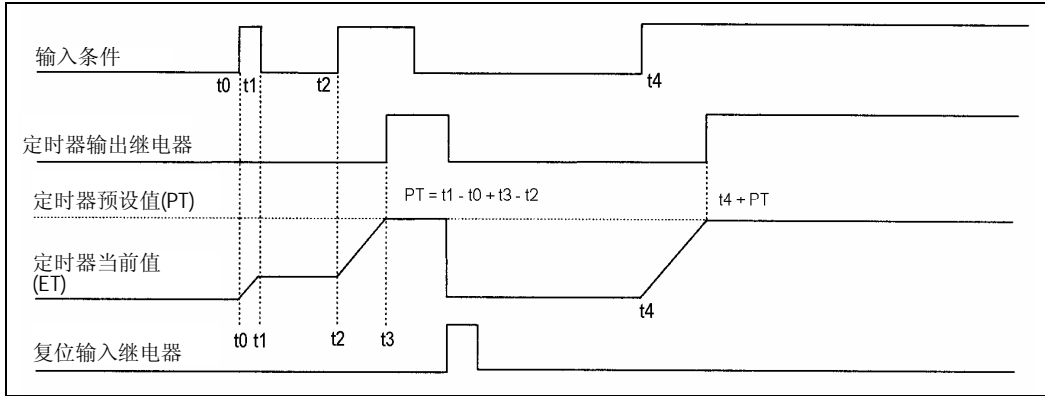 输入条件
t0 t1 t2 t4
定时器输出继电器
定时器预设值(PT)
PT = t1 - t0 + t3 - t2
t4 + PT
定时器当前值
(ET)
t4
t0 t1 t2 t3
复位输入继电器